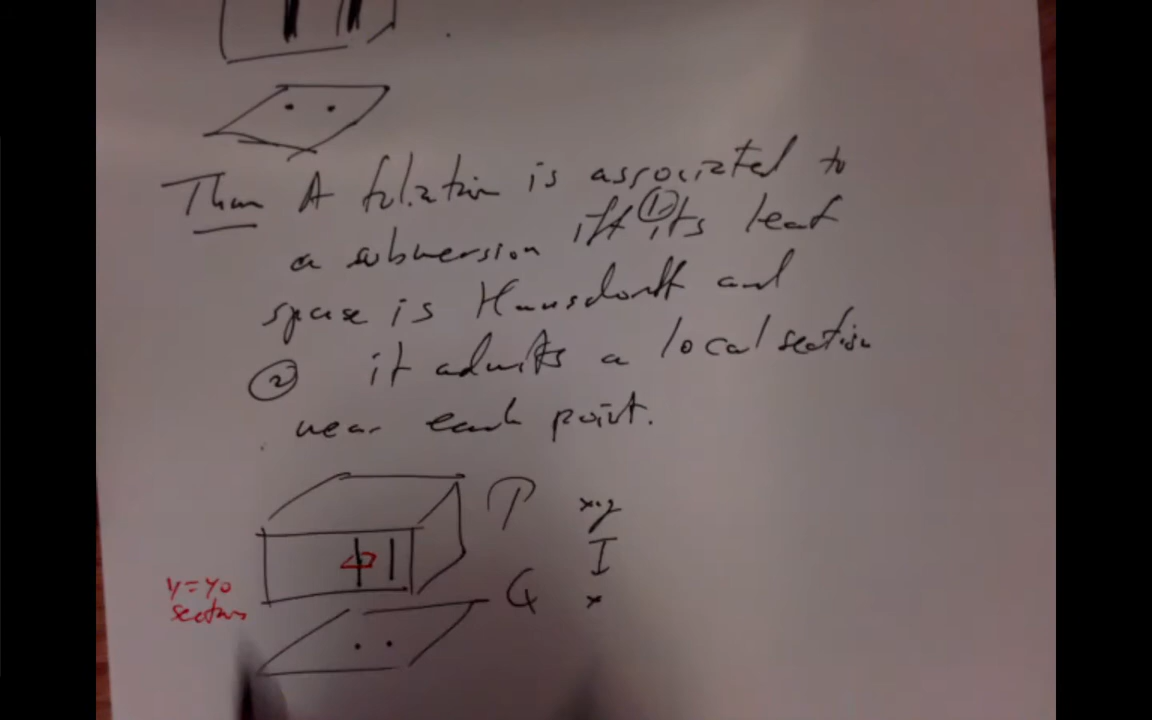 Thm A foliation is associated to
a submersion iff ① its leaf
space is Hausdorff and
② it admits a local section
near each point.
P x,y
I
Q x
y=y0
section